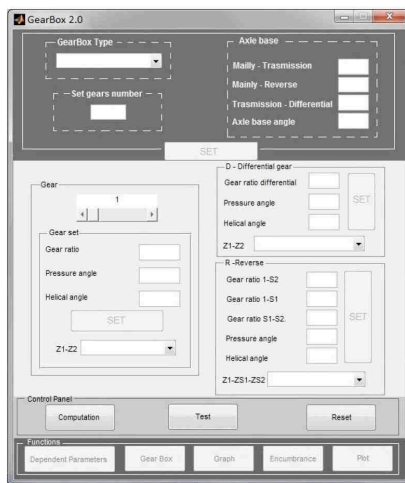 GearBox 2.0
GearBox Type
Set gears number
Axle base
Mailly - Trasmission
Mainly - Reverse
Trasmission - Differential
Axle base angle
SET
Gear
1
Gear set
Gear ratio
Pressure angle
Helical angle
SET
Z1-Z2
D - Differential gear
Gear ratio differential
Pressure angle
Helical angle
SET
Z1-Z2
R -Reverse
Gear ratio 1-S2
Gear ratio 1-S1
Gear ratio S1-S2.
Pressure angle
Helical angle
SET
Z1-ZS1-ZS2
Control Panel
Computation
Test
Reset
Functions
Dependent Parameters
Gear Box
Graph
Encumbrance
Plot